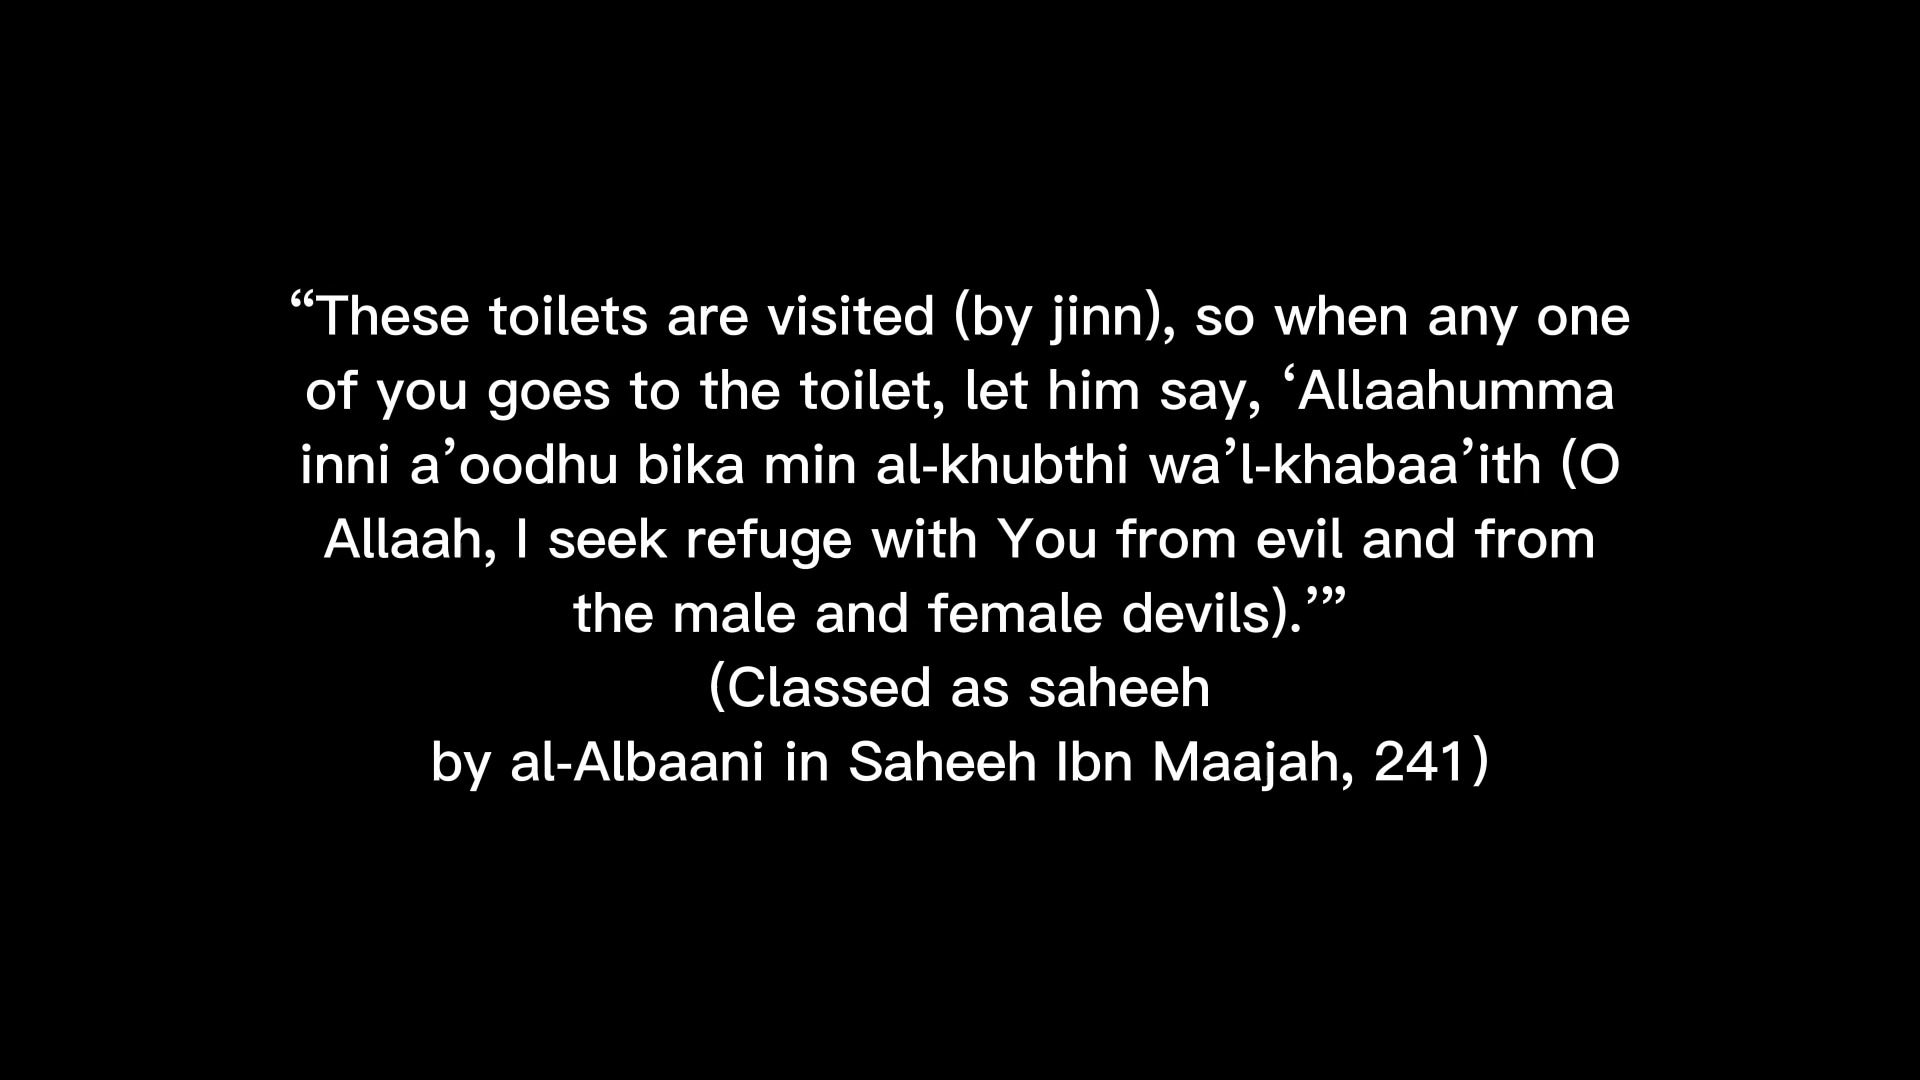 “These toilets are visited (by jinn), so when any one
of you goes to the toilet, let him say, ‘Allaahumma
inni a’oodhu bika min al-khubthi wa’l-khabaa’ith (O
Allaah, I seek refuge with You from evil and from
the male and female devils).’”
(Classed as saheeh
by al-Albaani in Saheeh Ibn Maajah, 241)